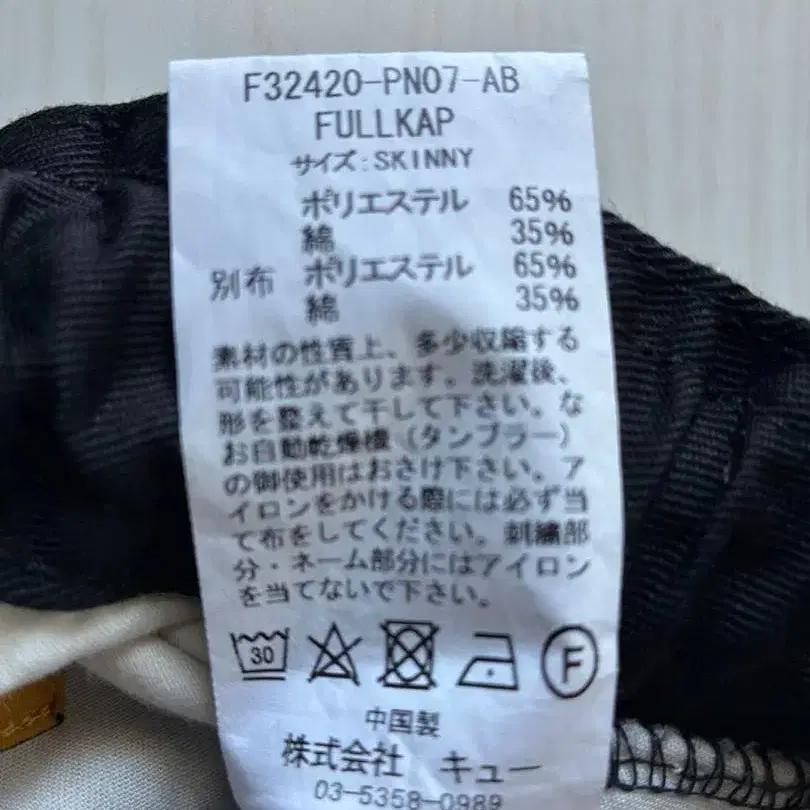 F32420-PN07-AB
FULLKAP
サイズ:SKINNY
ポリエステル 65%
綿 35%
別布 ポリエステル 65%
綿 35%
素材の性質上、多少収縮する
可能性があります。洗濯後、
形を整えて干して下さい。な
お自動乾燥機（タンブラー）
の御使用はおさけ下さい。ア
イロンをかける際には必ず当
て布をしてください。刺繍部
分・ネーム部分にはアイロン
を当てないで下さい。
30 F
中国製
株式会社 キュー
03-5358-0989